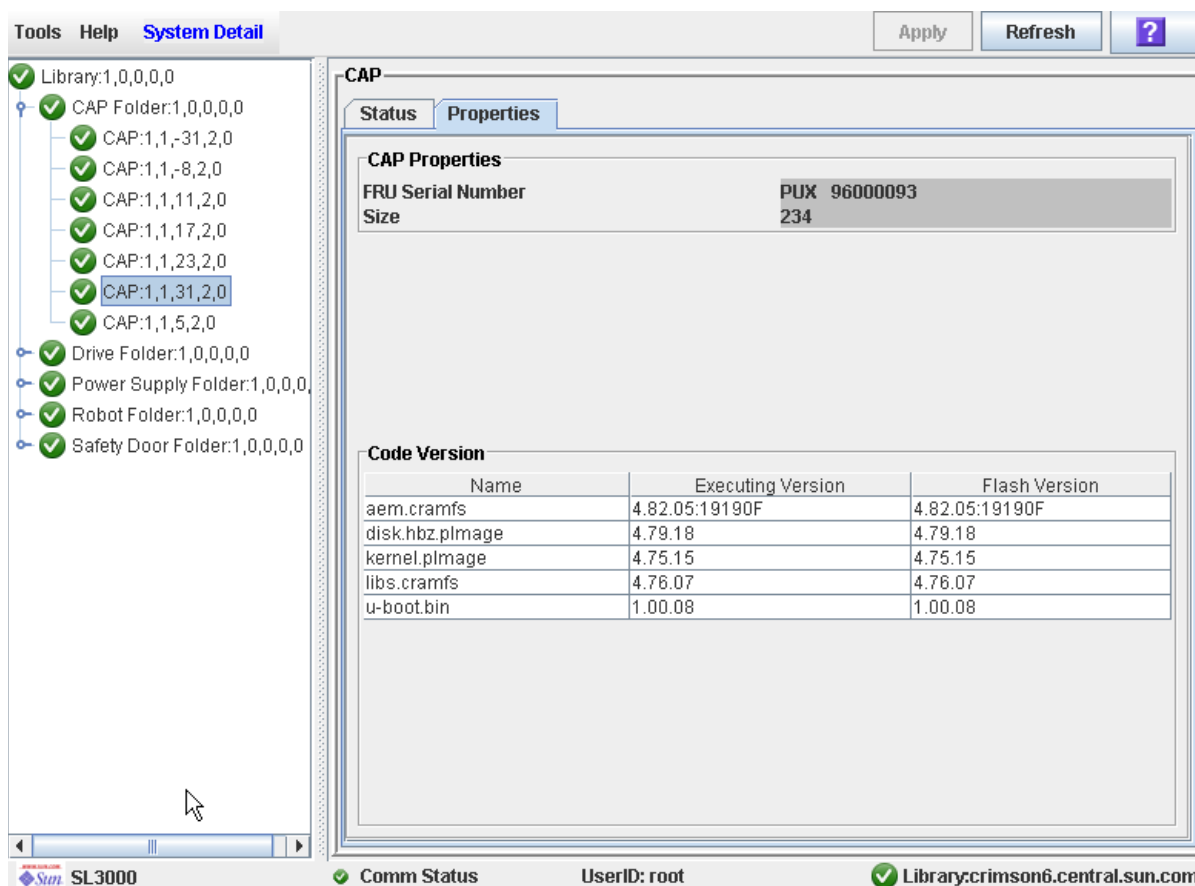 Tools Help System Detail
Apply Refresh ?
Library:1,0,0,0,0
CAP Folder:1,0,0,0,0
CAP:1,1,-31,2,0
CAP:1,1,-8,2,0
CAP:1,1,11,2,0
CAP:1,1,17,2,0
CAP:1,1,23,2,0
CAP:1,1,31,2,0
CAP:1,1,5,2,0
Drive Folder:1,0,0,0,0
Power Supply Folder:1,0,0,0,
Robot Folder:1,0,0,0,0
Safety Door Folder:1,0,0,0,0
CAP
Status Properties
CAP Properties
FRU Serial Number PUX 96000093
Size 234
Code Version
Name Executing Version Flash Version
aem.cramfs 4.82.05:19190F 4.82.05:19190F
disk.hbz.pImage 4.79.18 4.79.18
kernel.pImage 4.75.15 4.75.15
libs.cramfs 4.76.07 4.76.07
u-boot.bin 1.00.08 1.00.08
Sun SL3000 Comm Status UserID: root Library:crimson6.central.sun.com